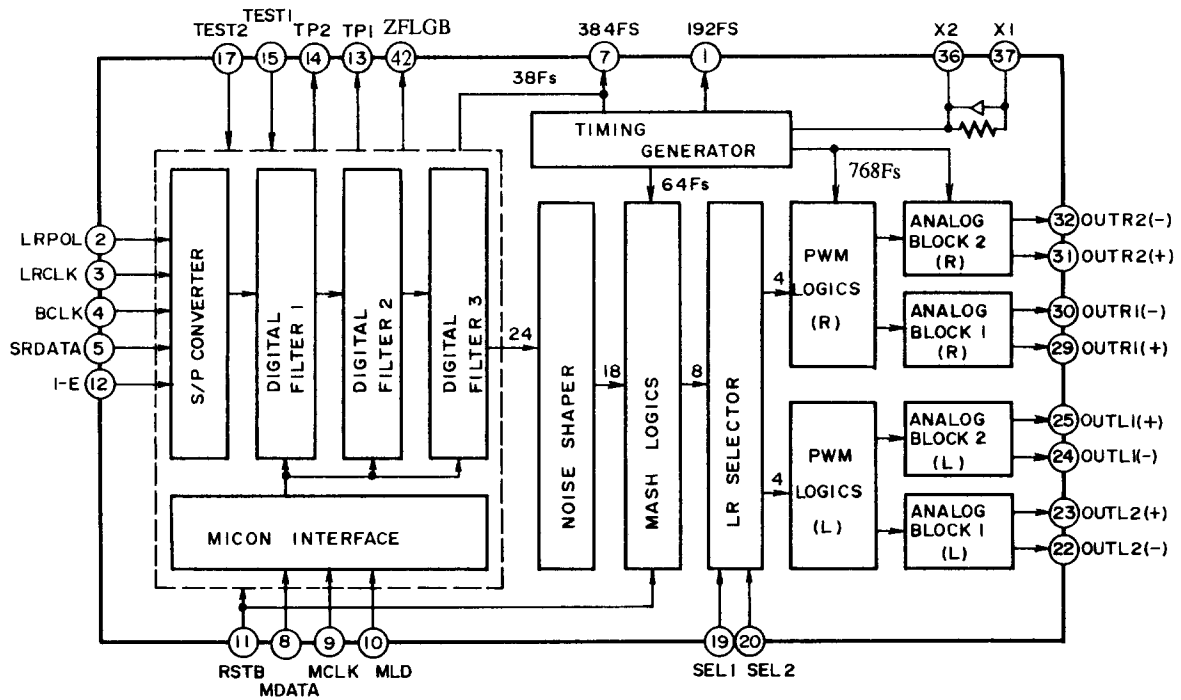 TEST2 TEST1 TP2 TP1 ZFLGB 384FS 192FS X2 X1
17 15 14 13 42 7 1 36 37
38Fs
TIMING
GENERATOR
64Fs
768Fs
LRPOL 2
LRCLK 3
BCLK 4
SRDATA 5
I-E 12
S/P CONVERTER
DIGITAL
FILTER 1
DIGITAL
FILTER 2
DIGITAL
FILTER 3
24
NOISE SHAPER
18
MASH LOGICS
8
LR SELECTOR
4
PWM
LOGICS
(R)
4
PWM
LOGICS
(L)
ANALOG
BLOCK 2
(R)
ANALOG
BLOCK 1
(R)
ANALOG
BLOCK 2
(L)
ANALOG
BLOCK 1
(L)
32 OUTR2(-)
31 OUTR2(+)
30 OUTR1(-)
29 OUTR1(+)
25 OUTL1(+)
24 OUTL1(-)
23 OUTL2(+)
22 OUTL2(-)
MICON INTERFACE
11 8 9 10 19 20
RSTB MDATA MCLK MLD SEL1 SEL2